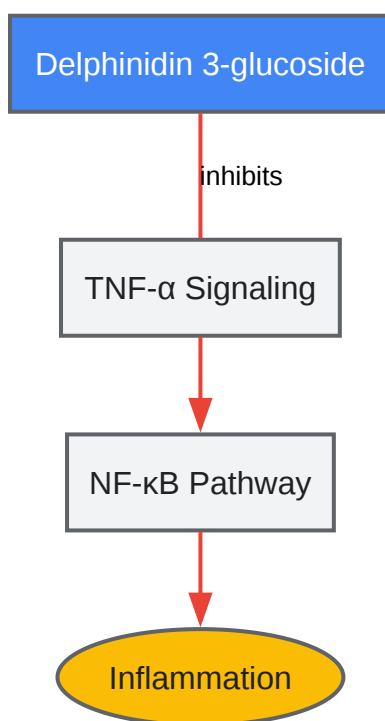 Delphinidin 3-glucoside
inhibits
TNF-α Signaling
NF-κB Pathway
Inflammation